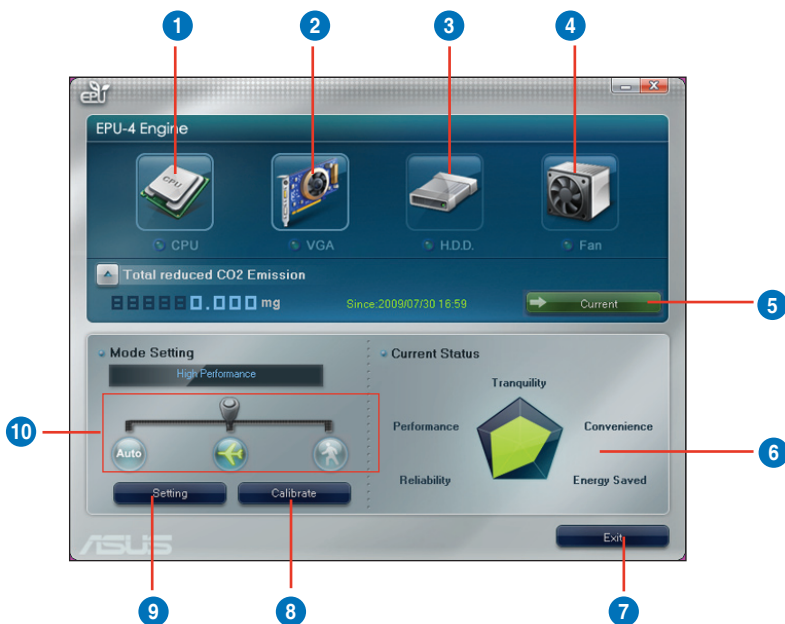 1 2 3 4
EPU
EPU-4 Engine
CPU
CPU VGA H.D.D. Fan
Total reduced CO2 Emission
0.000 mg Since:2009/07/30 16:59 Current
5
Mode Setting
High Performance
Auto
10
Setting Calibrate
Current Status
Tranquility
Performance Convenience
Reliability Energy Saved
6
ASUS
Exit
9 8 7